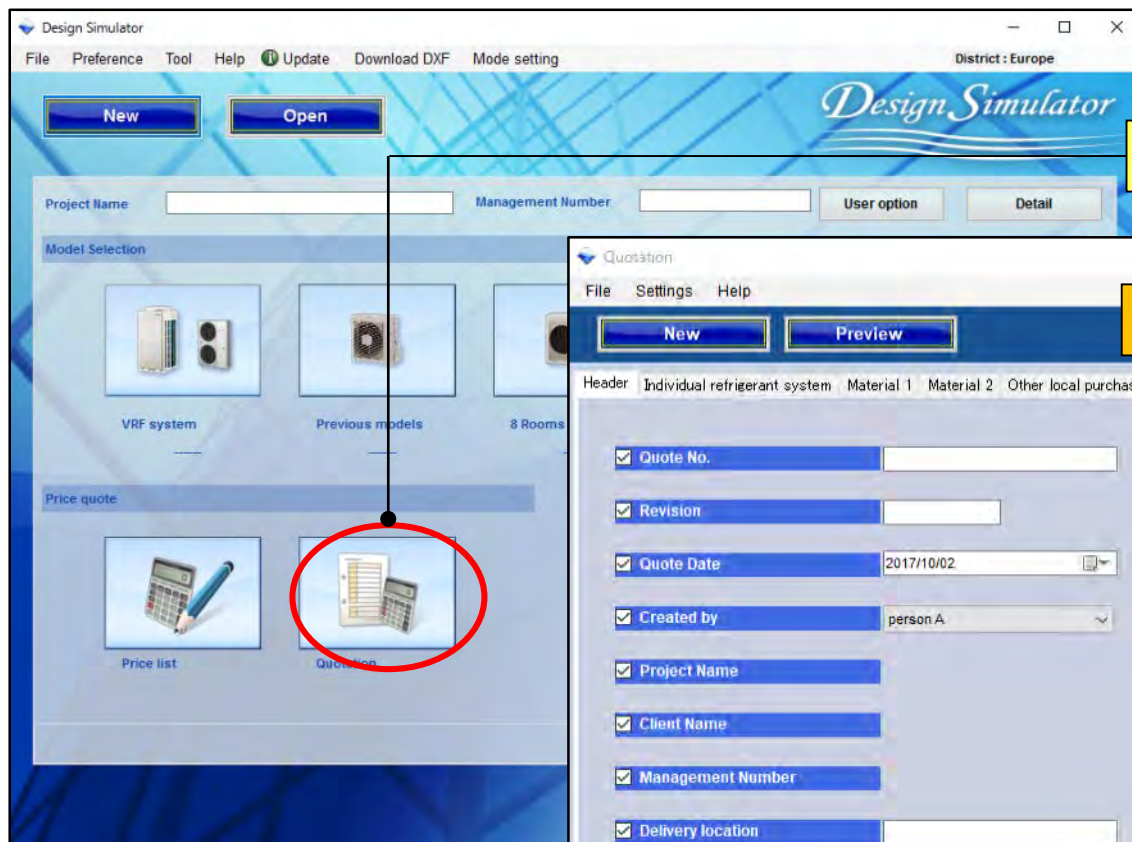 Design Simulator
File Preference Tool Help Update Download DXF Mode setting
District : Europe
New Open
Design Simulator
Project Name
Management Number
User option Detail
Model Selection
VRF system Previous models 8 Rooms
Price quote
Price list Quotation
Quotation
File Settings Help
New Preview
Header Individual refrigerant system Material 1 Material 2 Other local purchas
Quote No.
Revision
Quote Date 2017/10/02
Created by person A
Project Name
Client Name
Management Number
Delivery location